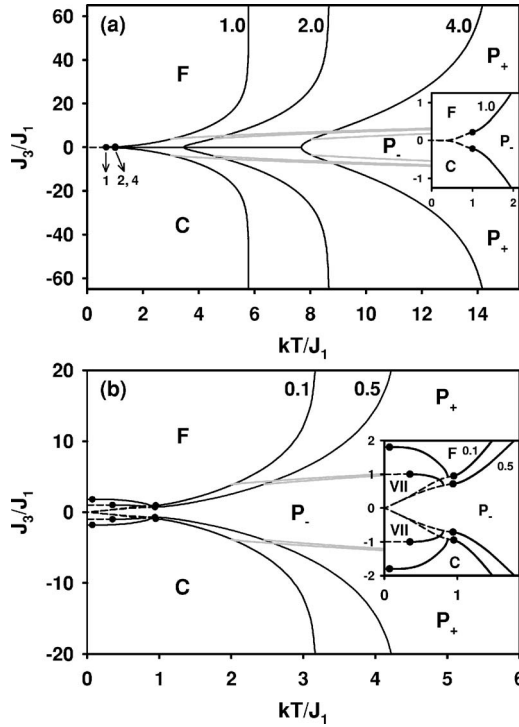 (a)
1.0
2.0
4.0
60
40
20
0
-20
-40
-60
J₃/J₁
F
C
P₊
P₋
P₊
1
2, 4
1
0
-1
F
1.0
P₋
C
0
1
2
0 2 4 6 8 10 12 14
kT/J₁
(b)
0.1
0.5
20
10
0
-10
-20
J₃/J₁
F
C
P₊
P₋
P₊
2
1
0
-1
-2
F
0.1
0.5
VII
VII
P₋
C
0
1
0 1 2 3 4 5 6
kT/J₁